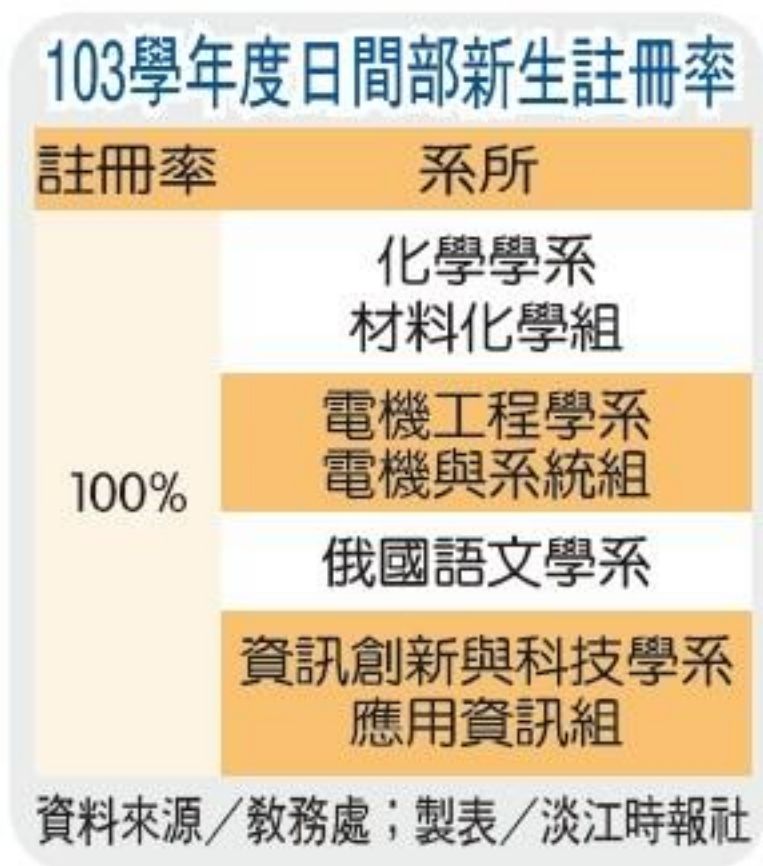 103學年度日間部新生註冊率
註冊率 系所
100%
化學學系
材料化學組
電機工程學系
電機與系統組
俄國語文學系
資訊創新與科技學系
應用資訊組
資料來源／教務處；製表／淡江時報社